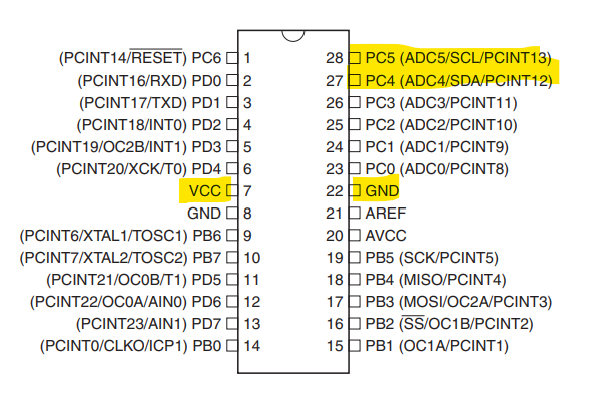 (PCINT14/RESET) PC6 1 28 PC5 (ADC5/SCL/PCINT13)
(PCINT16/RXD) PD0 2 27 PC4 (ADC4/SDA/PCINT12)
(PCINT17/TXD) PD1 3 26 PC3 (ADC3/PCINT11)
(PCINT18/INT0) PD2 4 25 PC2 (ADC2/PCINT10)
(PCINT19/OC2B/INT1) PD3 5 24 PC1 (ADC1/PCINT9)
(PCINT20/XCK/T0) PD4 6 23 PC0 (ADC0/PCINT8)
VCC 7 22 GND
GND 8 21 AREF
(PCINT6/XTAL1/TOSC1) PB6 9 20 AVCC
(PCINT7/XTAL2/TOSC2) PB7 10 19 PB5 (SCK/PCINT5)
(PCINT21/OC0B/T1) PD5 11 18 PB4 (MISO/PCINT4)
(PCINT22/OC0A/AIN0) PD6 12 17 PB3 (MOSI/OC2A/PCINT3)
(PCINT23/AIN1) PD7 13 16 PB2 (SS/OC1B/PCINT2)
(PCINT0/CLKO/ICP1) PB0 14 15 PB1 (OC1A/PCINT1)